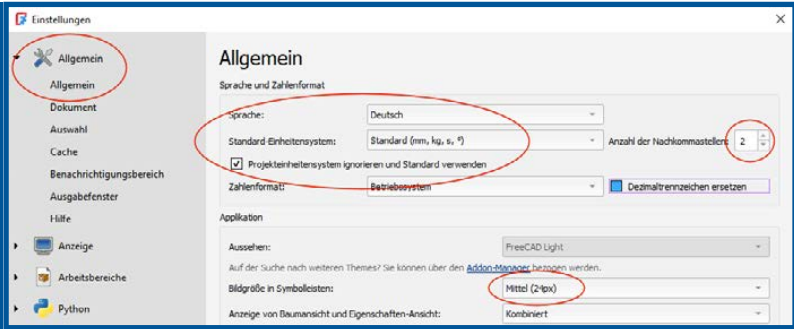 Einstellungen
Allgemein
Allgemein
Dokument
Auswahl
Cache
Benachrichtigungsbereich
Ausgabefenster
Hilfe
Anzeige
Arbeitsbereiche
Python
Allgemein
Sprache und Zahlenformat
Sprache: Deutsch
Standard-Einheitensystem: Standard (mm, kg, s, °) Anzahl der Nachkommastellen: 2
Projekteinheitensystem ignorieren und Standard verwenden
Zahlenformat: Betriebssystem Dezimaltrennzeichen ersetzen
Applikation
Aussehen: FreeCAD Light
Auf der Suche nach weiteren Themes? Sie können über den Addon-Manager bezogen werden.
Bildgröße in Symbolleisten: Mittel (24px)
Anzeige von Baumansicht und Eigenschaften-Ansicht: Kombiniert